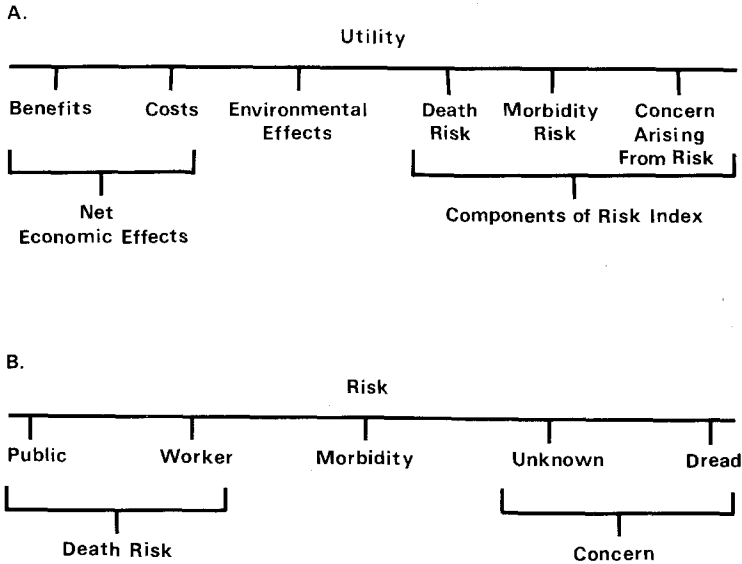 A.
Utility
Benefits
Costs
Environmental
Effects
Death
Risk
Morbidity
Risk
Concern
Arising
From Risk
Net
Economic Effects
Components of Risk Index
B.
Risk
Public
Worker
Morbidity
Unknown
Dread
Death Risk
Concern